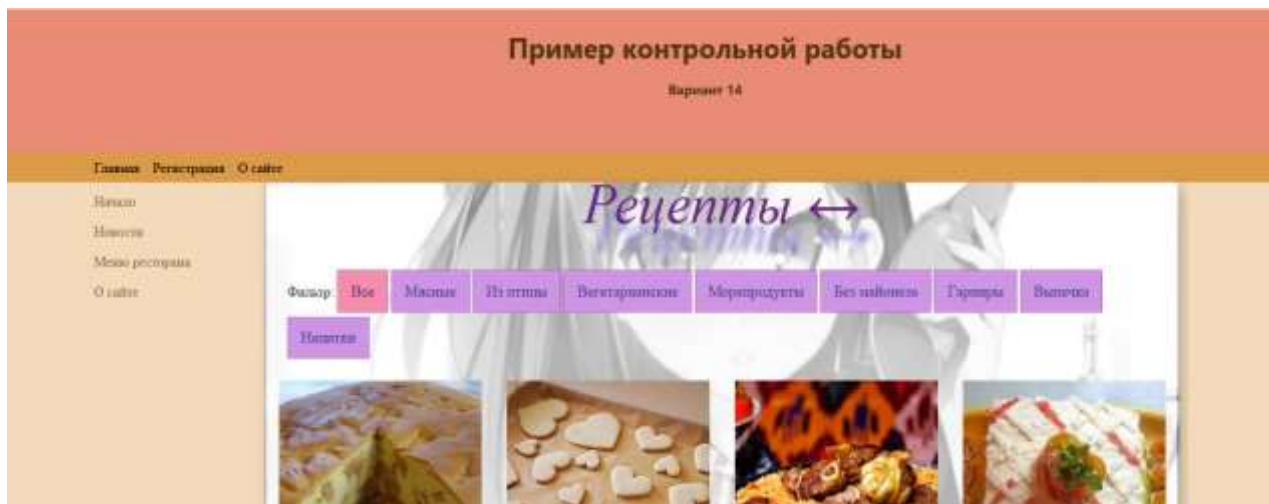 Пример контрольной работы
Вариант 14
Главная Регистрация О сайте
Начало
Новости
Меню ресторана
О сайте
Рецепты ↔
Фильтр: Все Мясные Из птицы Вегетарианские Морепродукты Без майонеза Гарниры Выпечка
Напитки